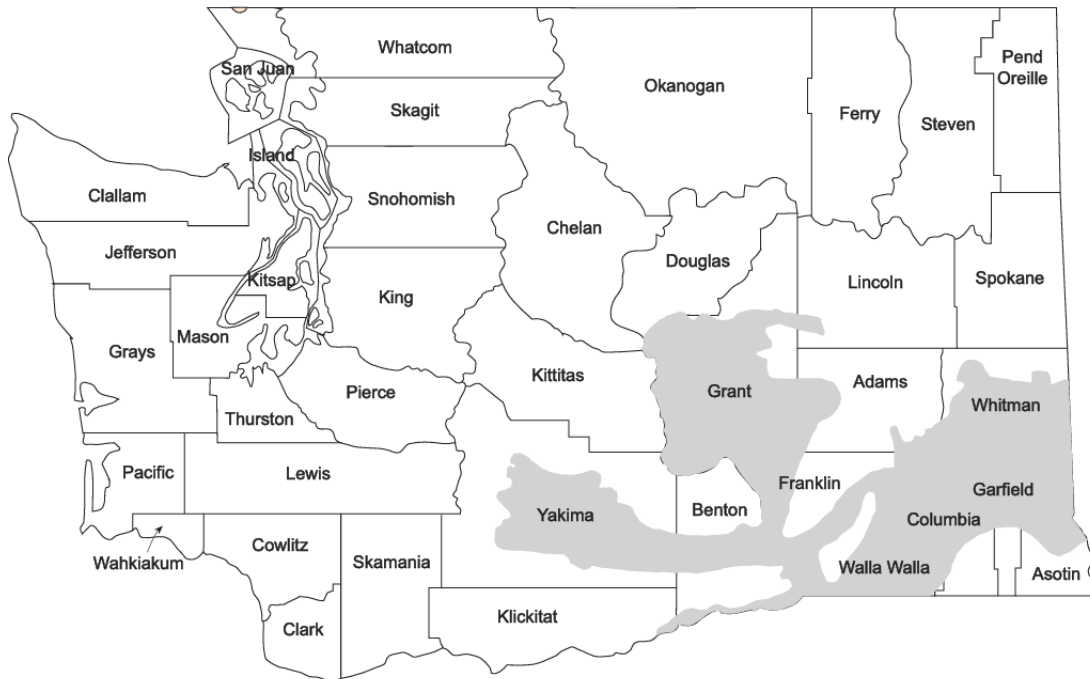 Whatcom
San Juan
Skagit
Okanogan
Ferry
Steven
Pend
Oreille
Island
Clallam
Snohomish
Chelan
Jefferson
Douglas
Kitsap
King
Lincoln
Spokane
Mason
Grays
Kittitas
Grant
Adams
Pierce
Whitman
Thurston
Pacific
Lewis
Franklin
Garfield
Yakima
Benton
Columbia
Wahkiakum
Cowlitz
Skamania
Walla Walla
Asotin
Klickitat
Clark